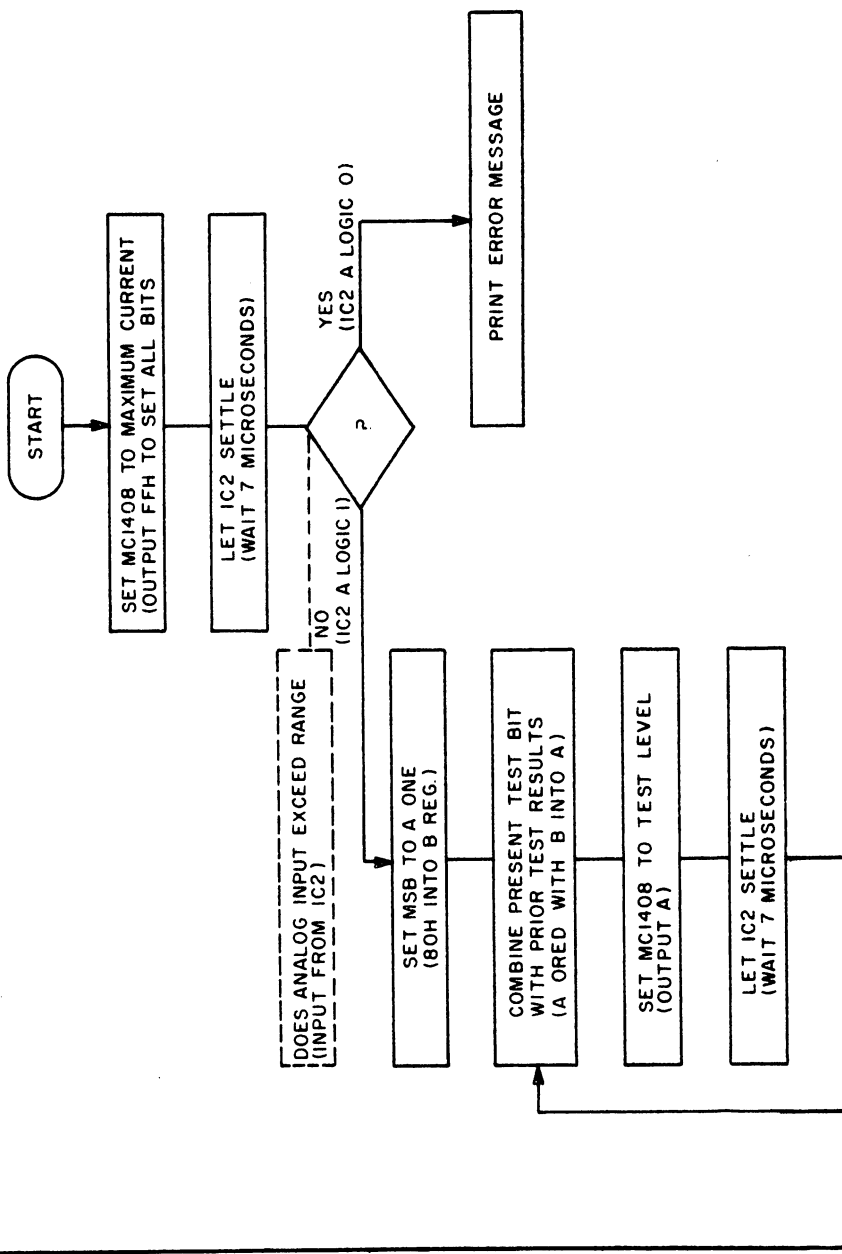 START
SET MC1408 TO MAXIMUM CURRENT
(OUTPUT FFH TO SET ALL BITS
LET IC2 SETTLE
(WAIT 7 MICROSECONDS)
DOES ANALOG INPUT EXCEED RANGE
(INPUT FROM IC2)
?
YES
(IC2 A LOGIC 0)
PRINT ERROR MESSAGE
NO
(IC2 A LOGIC 1)
SET MSB TO A ONE
(80H INTO B REG.)
COMBINE PRESENT TEST BIT
WITH PRIOR TEST RESULTS
(A ORED WITH B INTO A)
SET MC1408 TO TEST LEVEL
(OUTPUT A)
LET IC2 SETTLE
(WAIT 7 MICROSECONDS)